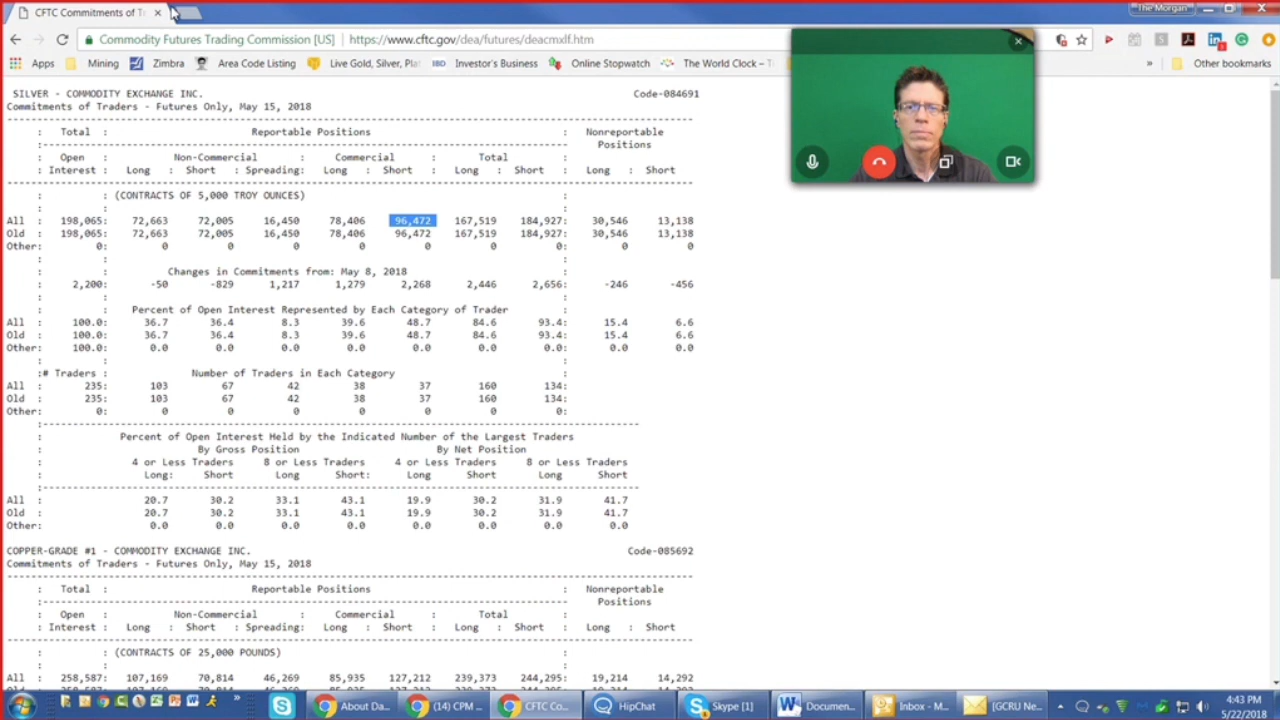 CFTC Commitments of T
The Morgan
Commodity Futures Trading Commission [US] https://www.cftc.gov/dea/futures/deacmxlf.htm
Apps Mining Zimbra Area Code Listing Live Gold, Silver, Pla IBD Investor's Business Online Stopwatch The World Clock – T » Other bookmarks
SILVER - COMMODITY EXCHANGE INC. Code-084691
Commitments of Traders - Futures Only, May 15, 2018
: Total : Reportable Positions : Nonreportable
Positions
: Open : Non-Commercial : Commercial : Total :
: Interest : Long : Short : Spreading: Long : Short : Long : Short : Long : Short
: : (CONTRACTS OF 5,000 TROY OUNCES) :
All : 198,065: 72,663 72,005 16,450 78,406 96,472 167,519 184,927: 30,546 13,138
Old : 198,065: 72,663 72,005 16,450 78,406 96,472 167,519 184,927: 30,546 13,138
Other: 0: 0 0 0 0 0 0 0: 0 0
: : Changes in Commitments from: May 8, 2018 :
: 2,200: -50 -829 1,217 1,279 2,268 2,446 2,656: -246 -456
: : Percent of Open Interest Represented by Each Category of Trader :
All : 100.0: 36.7 36.4 8.3 39.6 48.7 84.6 93.4: 15.4 6.6
Old : 100.0: 36.7 36.4 8.3 39.6 48.7 84.6 93.4: 15.4 6.6
Other: 100.0: 0.0 0.0 0.0 0.0 0.0 0.0 0.0: 0.0 0.0
:# Traders : Number of Traders in Each Category :
All : 235: 103 67 42 38 37 160 134:
Old : 235: 103 67 42 38 37 160 134:
Other: 0: 0 0 0 0 0 0 0:
: Percent of Open Interest Held by the Indicated Number of the Largest Traders
: By Gross Position By Net Position
: 4 or Less Traders 8 or Less Traders 4 or Less Traders 8 or Less Traders
: Long: Short Long Short: Long Short Long Short
All : 20.7 30.2 33.1 43.1 19.9 30.2 31.9 41.7
Old : 20.7 30.2 33.1 43.1 19.9 30.2 31.9 41.7
Other: 0.0 0.0 0.0 0.0 0.0 0.0 0.0 0.0
COPPER-GRADE #1 - COMMODITY EXCHANGE INC. Code-085692
Commitments of Traders - Futures Only, May 15, 2018
: Total : Reportable Positions : Nonreportable
Positions
: Open : Non-Commercial : Commercial : Total :
: Interest : Long : Short : Spreading: Long : Short : Long : Short : Long : Short
: : (CONTRACTS OF 25,000 POUNDS) :
All : 258,587: 107,169 70,814 46,269 85,935 127,212 239,373 244,295: 19,214 14,292
About Da... (14) CPM ... CFTC Co... HipChat Skype [1] Documen... Inbox - M... [GCRU Ne...
4:43 PM
5/22/2018